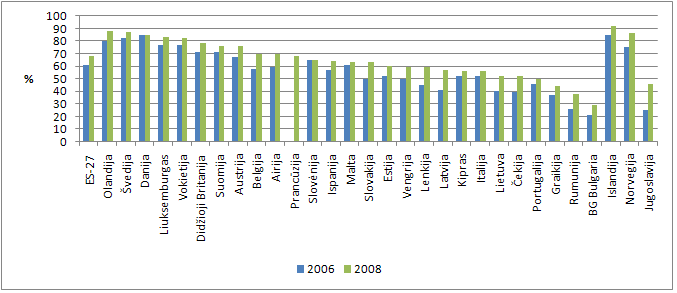 100
90
80
70
60
50
40
30
20
10
0
%
ES-27
Olandija
Švedija
Danija
Liuksemburgas
Vokietija
Didžioji Britanija
Suomija
Austrija
Belgija
Airija
Prancūzija
Slovėnija
Ispanija
Malta
Slovakija
Estija
Vengrija
Lenkija
Latvija
Kipras
Italija
Lietuva
Čekija
Portugalija
Graikija
Rumunija
BG Bulgaria
Islandija
Norvegija
Jugoslavija
2006 2008